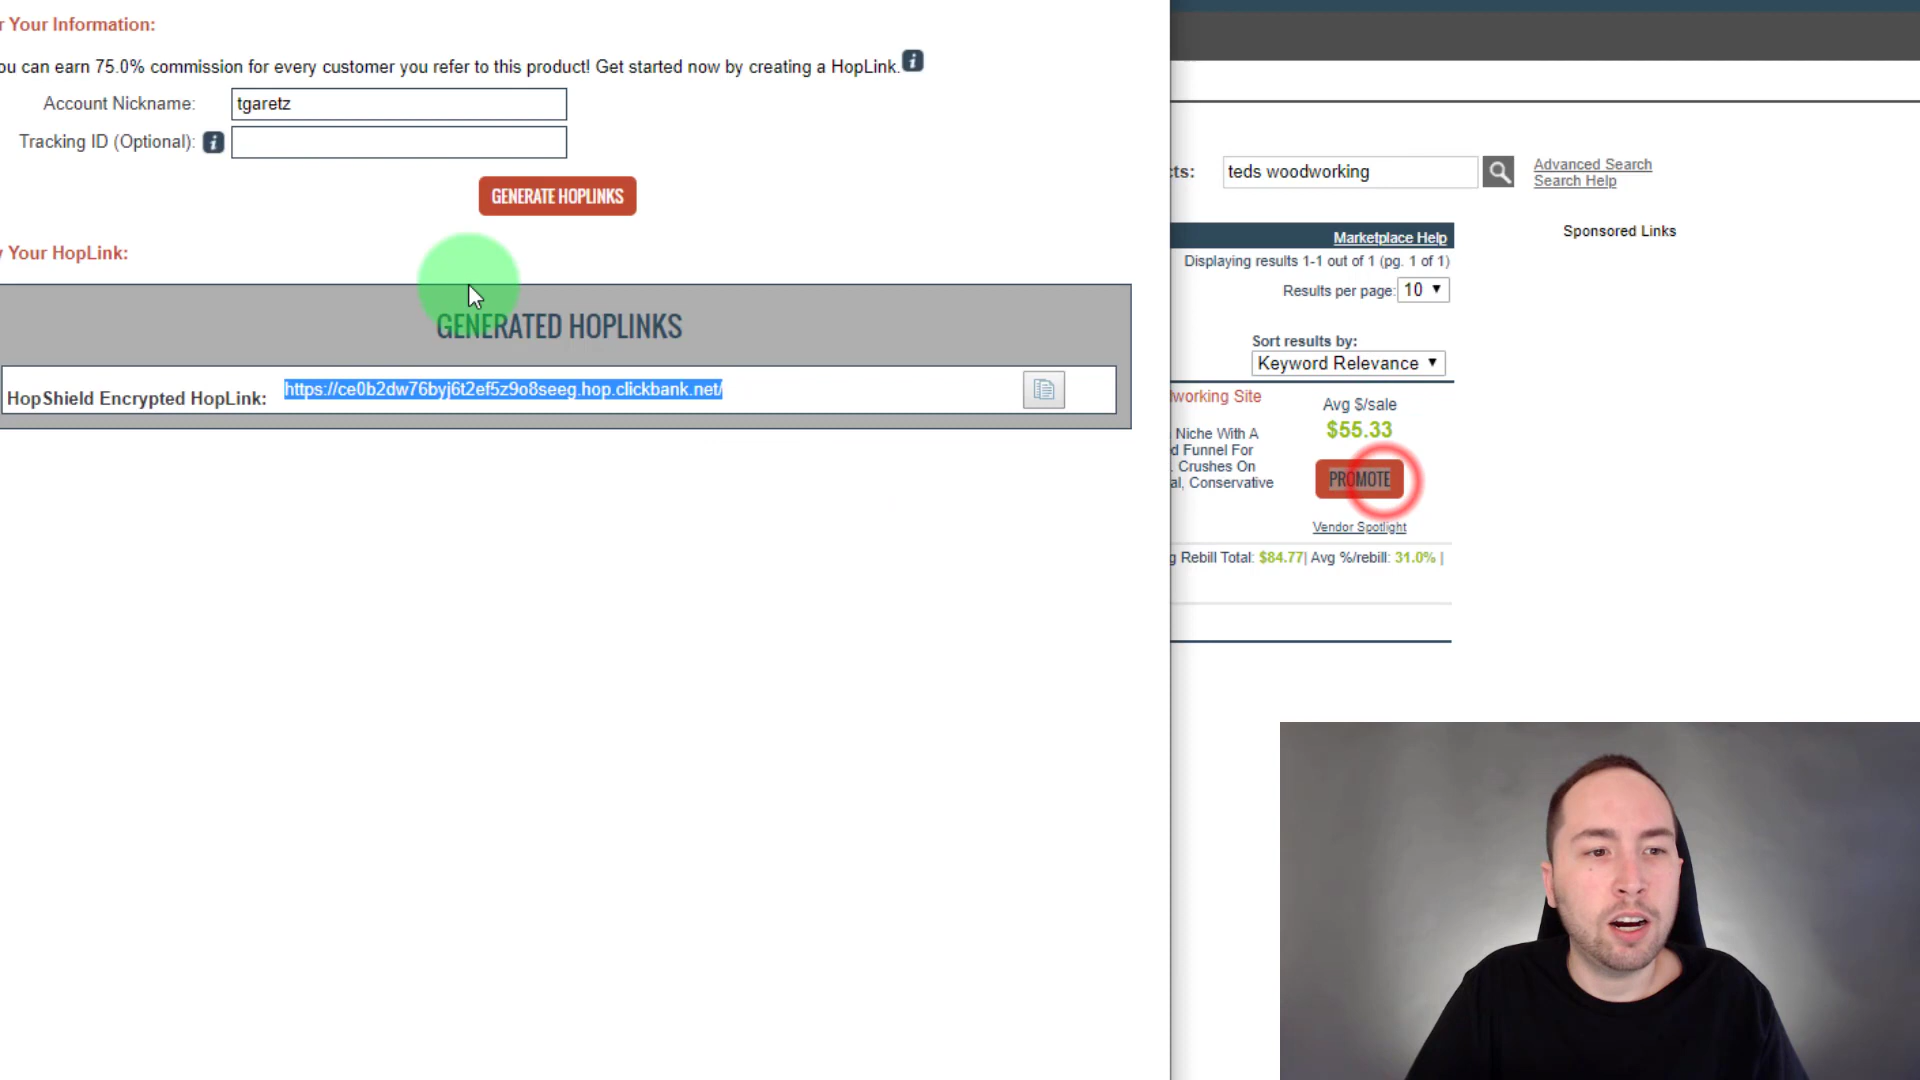 r Your Information:
ou can earn 75.0% commission for every customer you refer to this product! Get started now by creating a HopLink.
Account Nickname: tgaretz
Tracking ID (Optional):
GENERATE HOPLINKS
Your HopLink:
GENERATED HOPLINKS
HopShield Encrypted HopLink: https://ce0b2dw76byj6t2ef5z9o8seeg.hop.clickbank.net/
cts: teds woodworking
Advanced Search
Search Help
Sponsored Links
Marketplace Help
Displaying results 1-1 out of 1 (pg. 1 of 1)
Results per page: 10
Sort results by:
Keyword Relevance
working Site
Niche With A
d Funnel For
. Crushes On
al, Conservative
Avg $/sale
$55.33
PROMOTE
Vendor Spotlight
g Rebill Total: $84.77| Avg %/rebill: 31.0% |